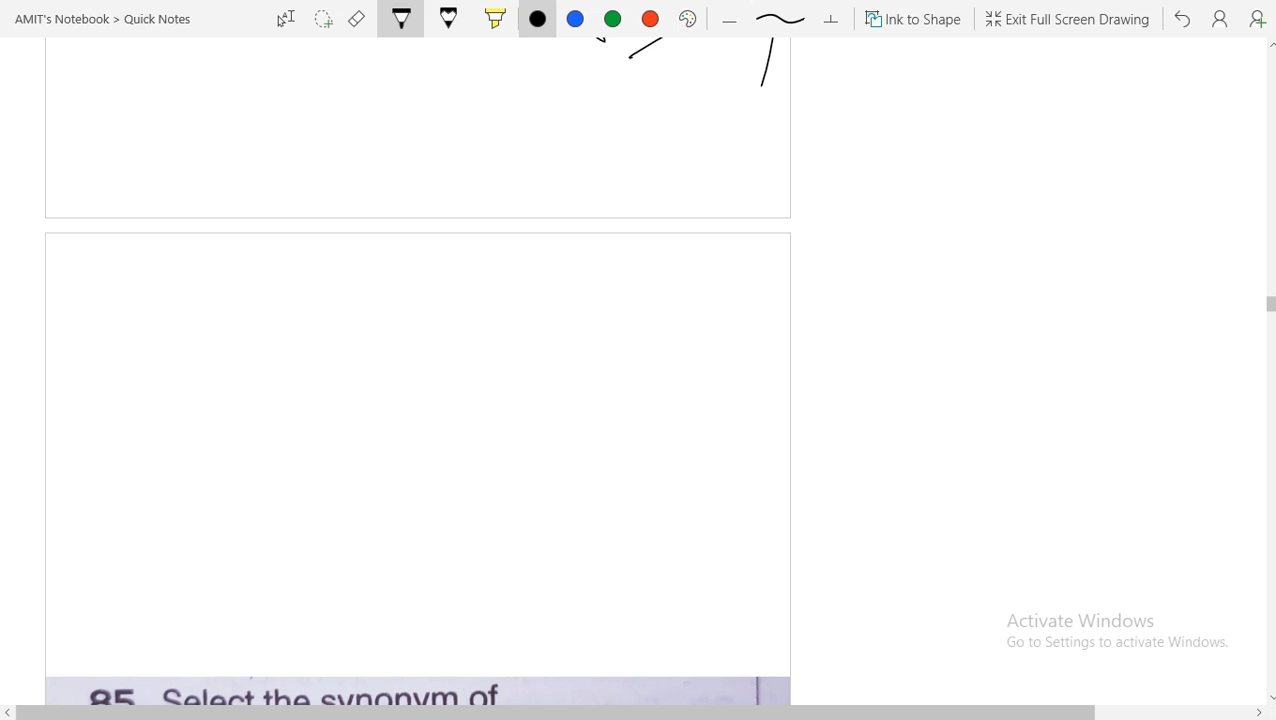 AMIT's Notebook > Quick Notes
Ink to Shape
Exit Full Screen Drawing
Activate Windows
Go to Settings to activate Windows.
85. Select the synonym of